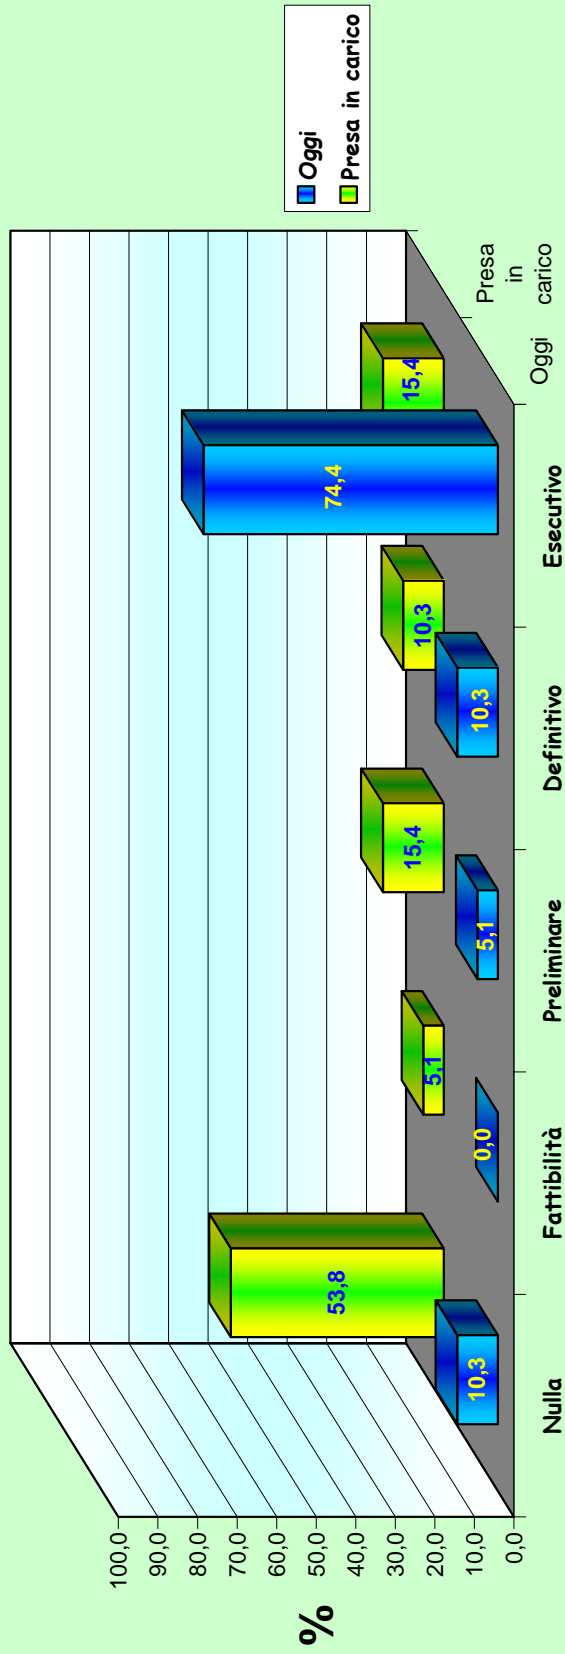 %
100,0
90,0
80,0
70,0
60,0
50,0
40,0
30,0
20,0
10,0
0,0
10,3
53,8
0,0
5,1
5,1
15,4
10,3
10,3
74,4
15,4
Nulla
Fattibilità
Preliminare
Definitivo
Esecutivo
Oggi
Presa
in
carico
Oggi
Presa in carico